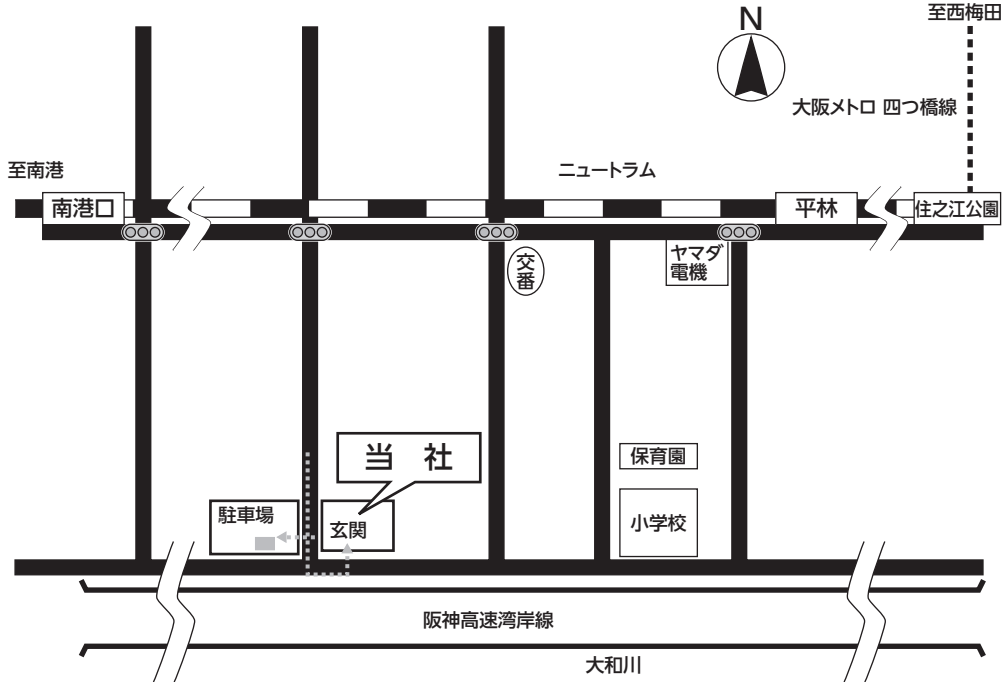 至西梅田
N
大阪メトロ 四つ橋線
至南港
ニュートラム
南港口
平林
住之江公園
交番
ヤマダ
電機
当 社
保育園
駐車場
玄関
小学校
阪神高速湾岸線
大和川